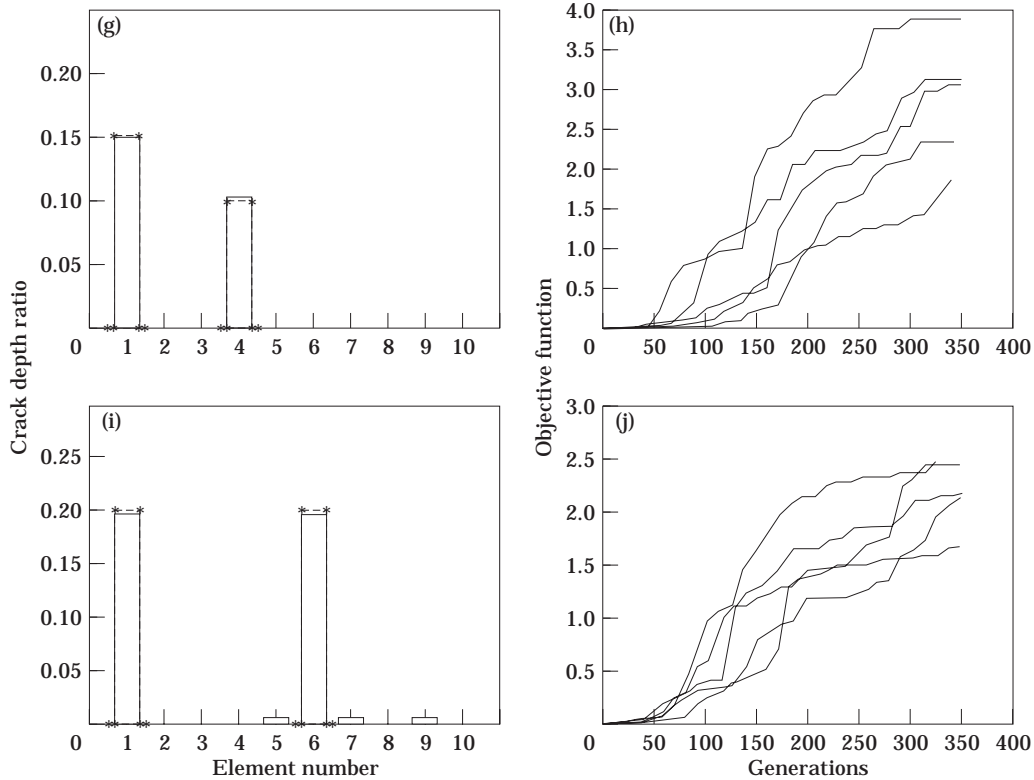 (g)
0.20
0.15
0.10
0.05
0 1 2 3 4 5 6 7 8 9 10
(h)
4.0
3.5
3.0
2.5
2.0
1.5
1.0
0.5
0 50 100 150 200 250 300 350 400
Crack depth ratio
Objective function
(i)
0.25
0.20
0.15
0.10
0.05
0 1 2 3 4 5 6 7 8 9 10
Element number
(j)
3.0
2.5
2.0
1.5
1.0
0.5
0 50 100 150 200 250 300 350 400
Generations